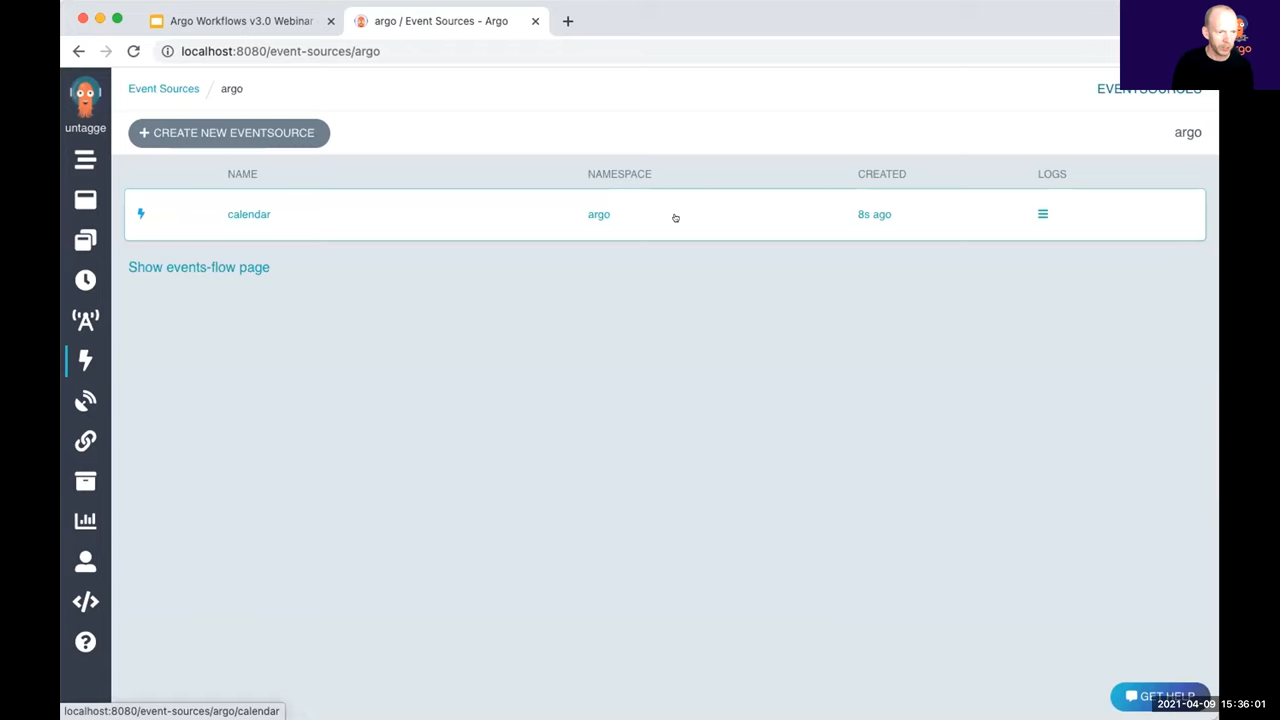 Argo Workflows v3.0 Webinar
argo / Event Sources - Argo
localhost:8080/event-sources/argo
untagge
Event Sources / argo
CREATE NEW EVENTSOURCE
argo
NAME NAMESPACE CREATED LOGS
calendar argo 8s ago
Show events-flow page
GET HELP
2021-04-09 15:36:01
localhost:8080/event-sources/argo/calendar